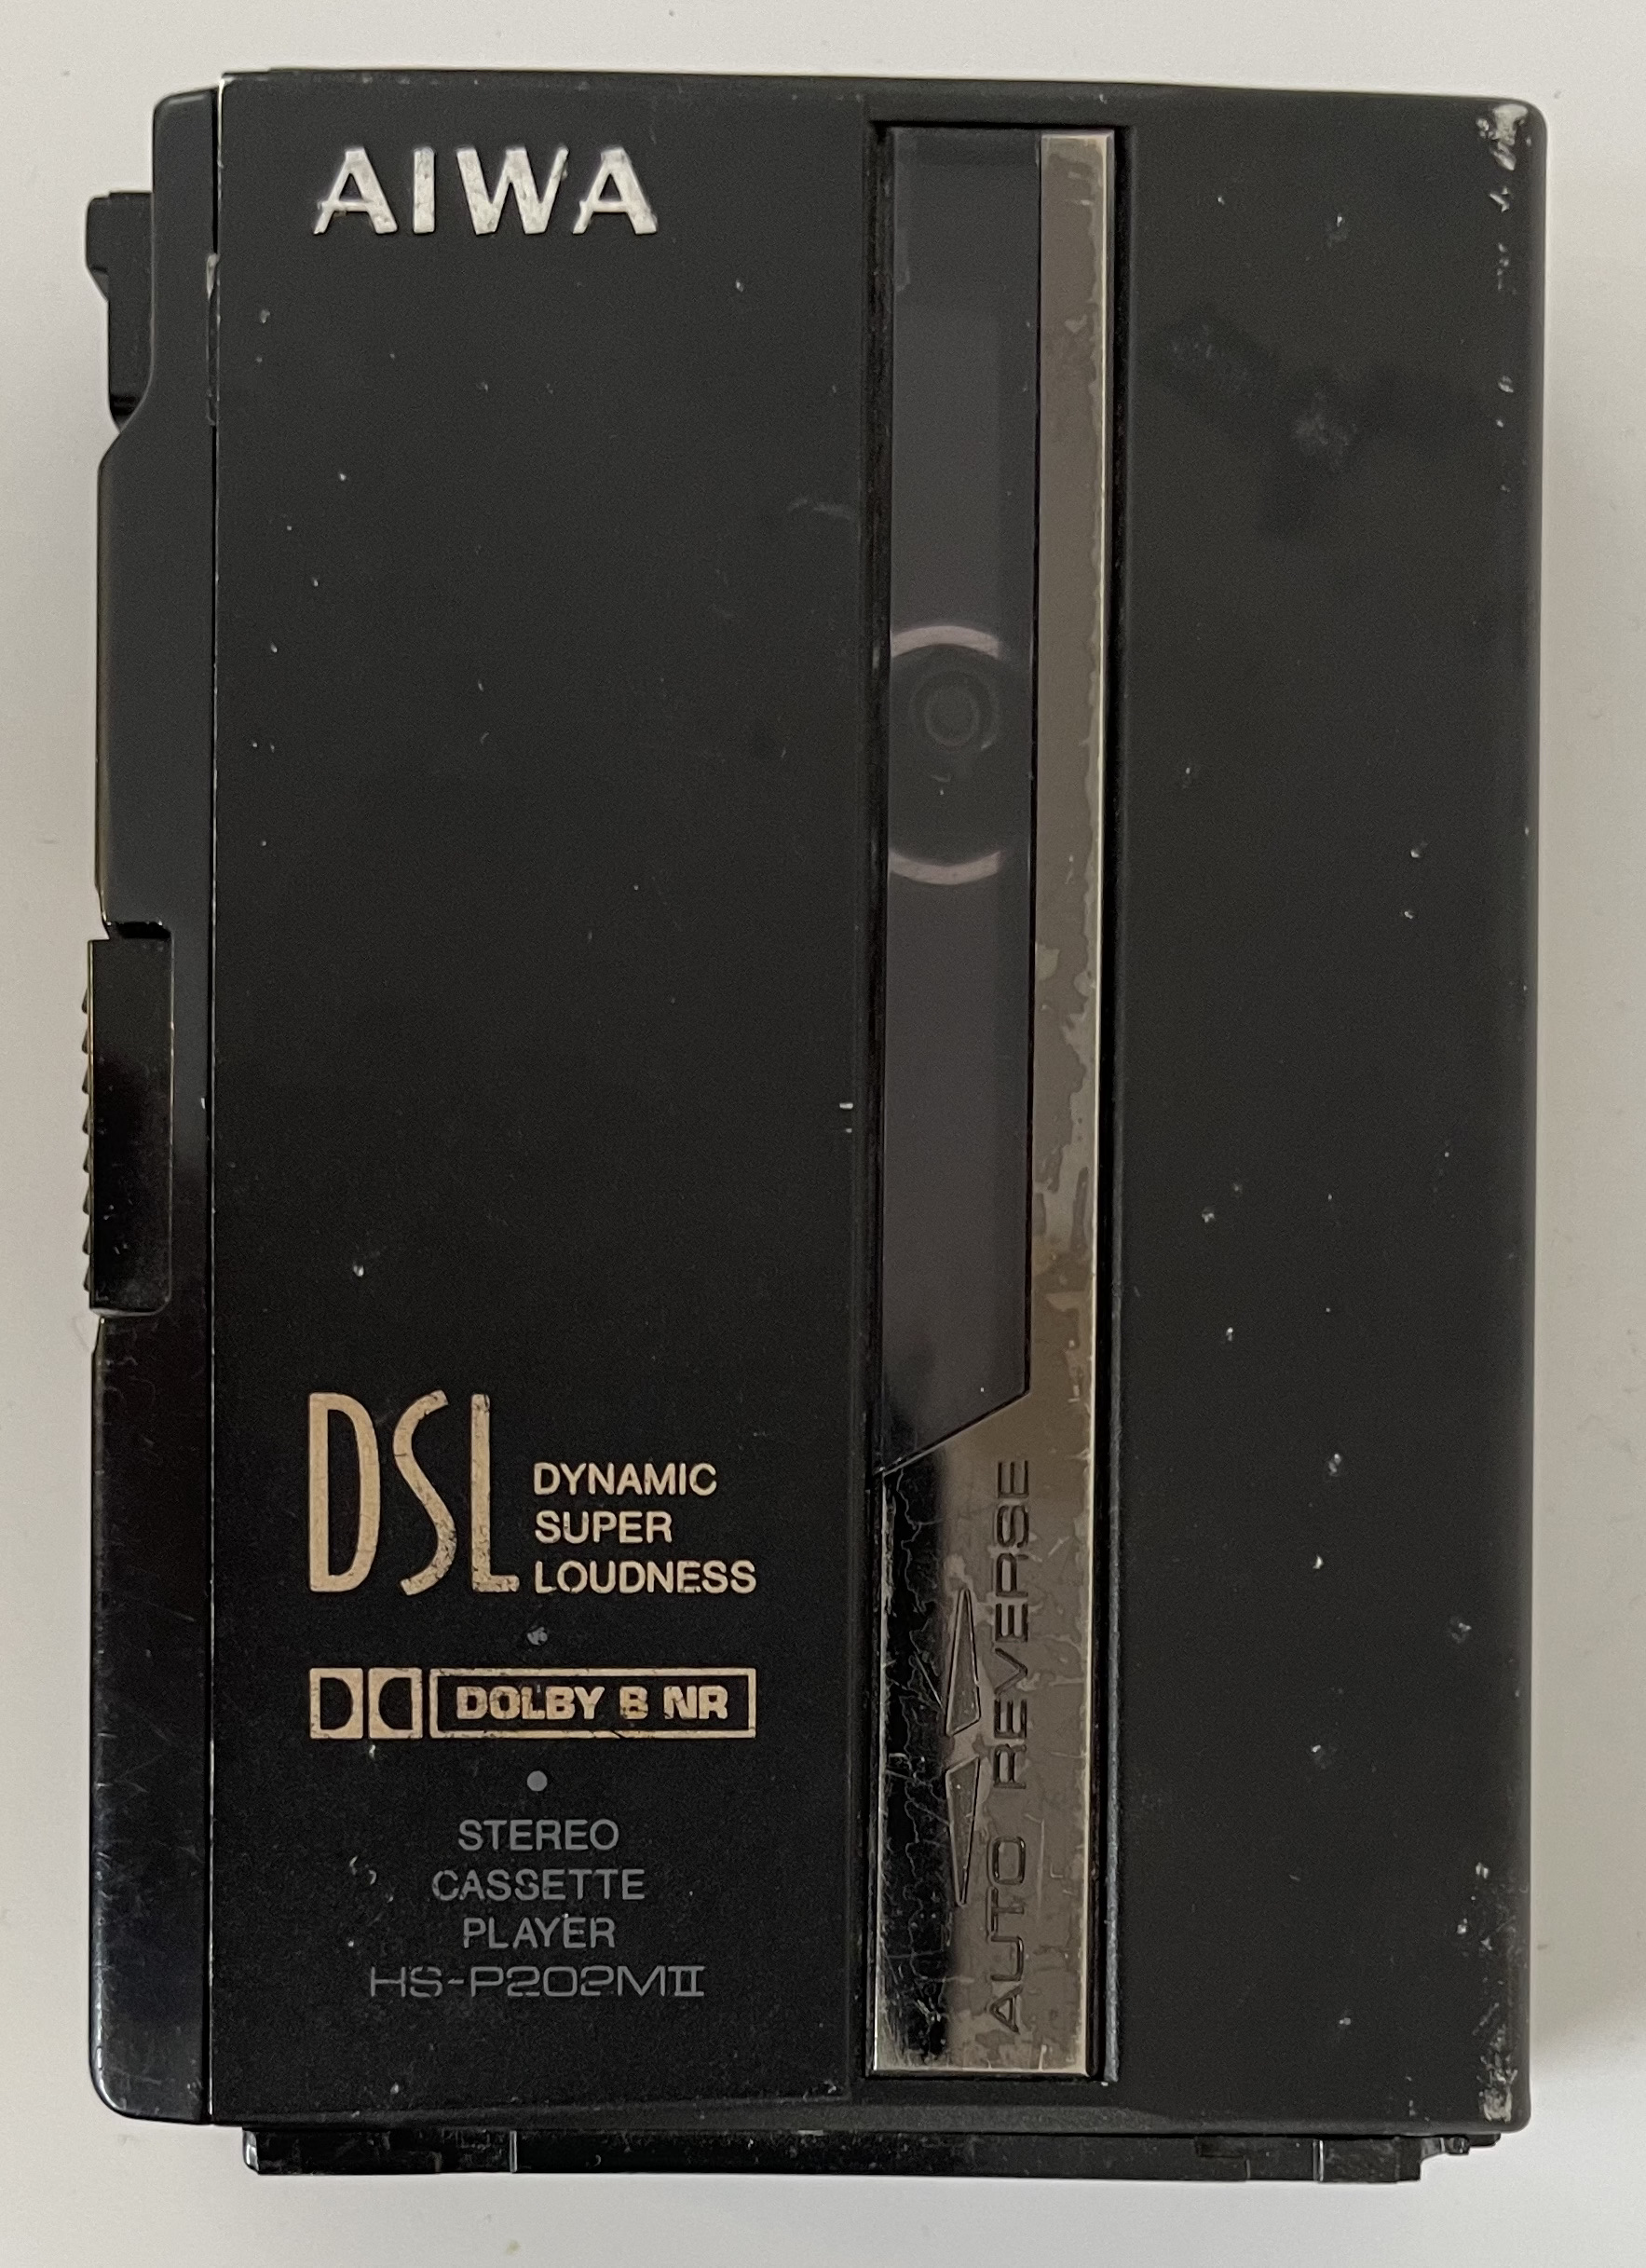 AIWA
DSL
DYNAMIC
SUPER
LOUDNESS
DOLBY B NR
STEREO
CASSETTE
PLAYER
HS-P202MII
AUTO REVERSE